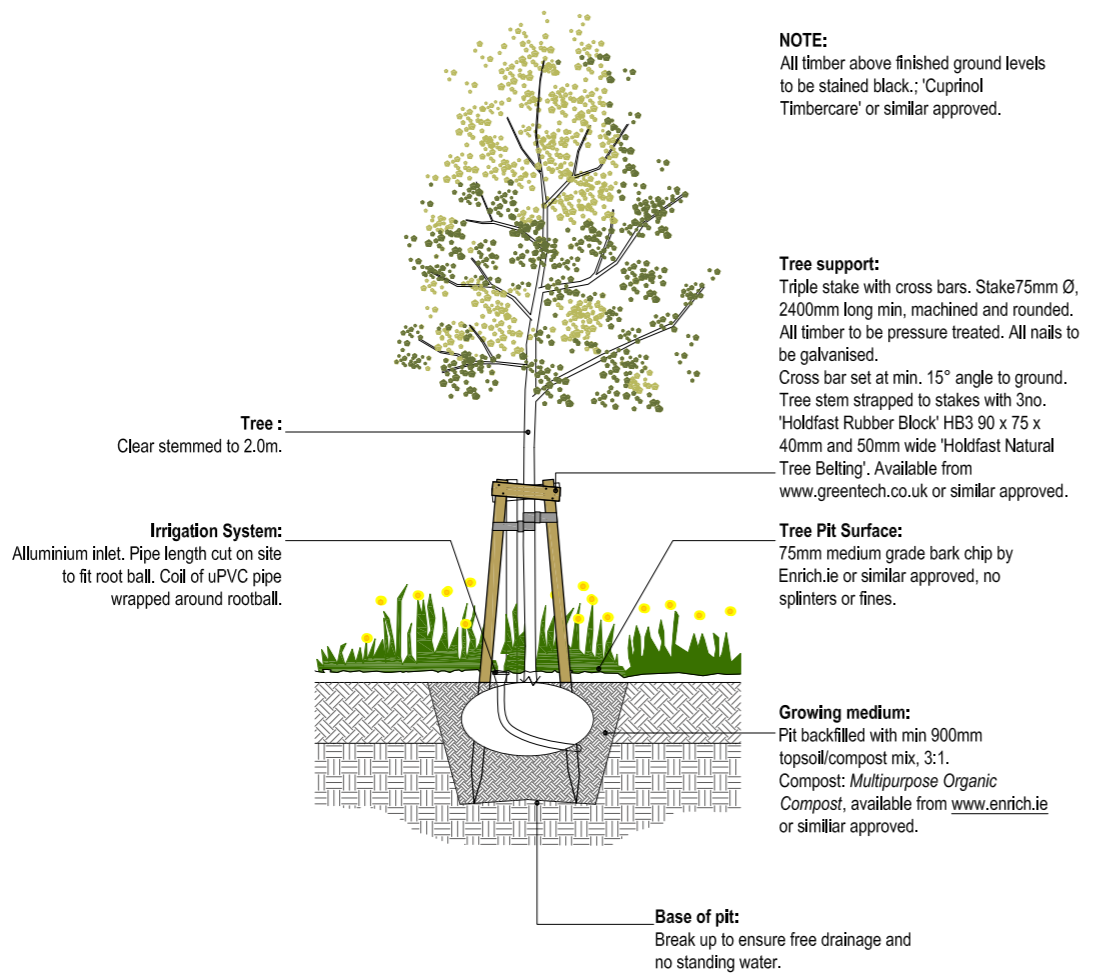 NOTE:
All timber above finished ground levels
to be stained black.; 'Cuprinol
Timbercare' or similar approved.
Tree support:
Triple stake with cross bars. Stake75mm Ø,
2400mm long min, machined and rounded.
All timber to be pressure treated. All nails to
be galvanised.
Cross bar set at min. 15° angle to ground.
Tree stem strapped to stakes with 3no.
'Holdfast Rubber Block' HB3 90 x 75 x
40mm and 50mm wide 'Holdfast Natural
Tree Belting'. Available from
www.greentech.co.uk or similar approved.
Tree :
Clear stemmed to 2.0m.
Irrigation System:
Alluminium inlet. Pipe length cut on site
to fit root ball. Coil of uPVC pipe
wrapped around rootball.
Tree Pit Surface:
75mm medium grade bark chip by
Enrich.ie or similar approved, no
splinters or fines.
Growing medium:
Pit backfilled with min 900mm
topsoil/compost mix, 3:1.
Compost: Multipurpose Organic
Compost, available from www.enrich.ie
or similiar approved.
Base of pit:
Break up to ensure free drainage and
no standing water.